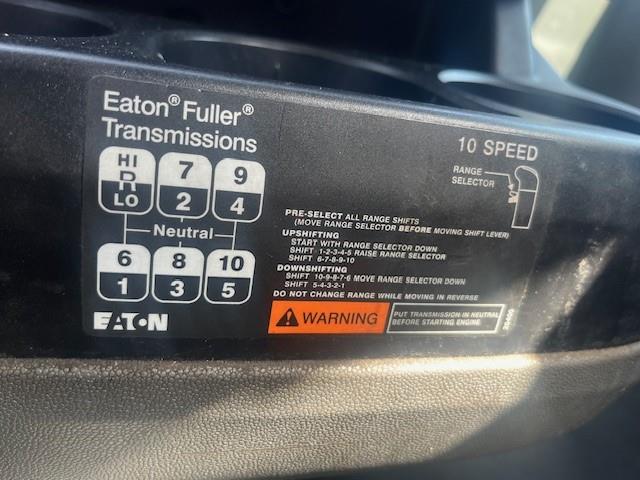 Eaton® Fuller®
Transmissions
HI
R
LO
7
2
9
4
Neutral
6
1
8
3
10
5
EATON
10 SPEED
RANGE
SELECTOR
PRE-SELECT ALL RANGE SHIFTS
(MOVE RANGE SELECTOR BEFORE MOVING SHIFT LEVER)
UPSHIFTING
START WITH RANGE SELECTOR DOWN
SHIFT 1-2-3-4-5 RAISE RANGE SELECTOR
SHIFT 6-7-8-9-10
DOWNSHIFTING
SHIFT 10-9-8-7-6 MOVE RANGE SELECTOR DOWN
SHIFT 5-4-3-2-1
DO NOT CHANGE RANGE WHILE MOVING IN REVERSE
WARNING
PUT TRANSMISSION IN NEUTRAL
BEFORE STARTING ENGINE